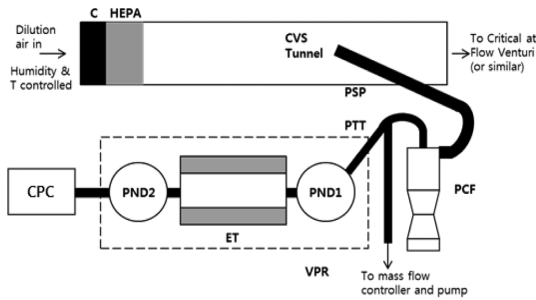 C HEPA
Dilution
air in
Humidity &
T controlled
CVS
Tunnel
To Critical at
Flow Venturi
(or similar)
PSP
PTT
CPC
PND2
PND1
PCF
ET
VPR
To mass flow
controller and pump